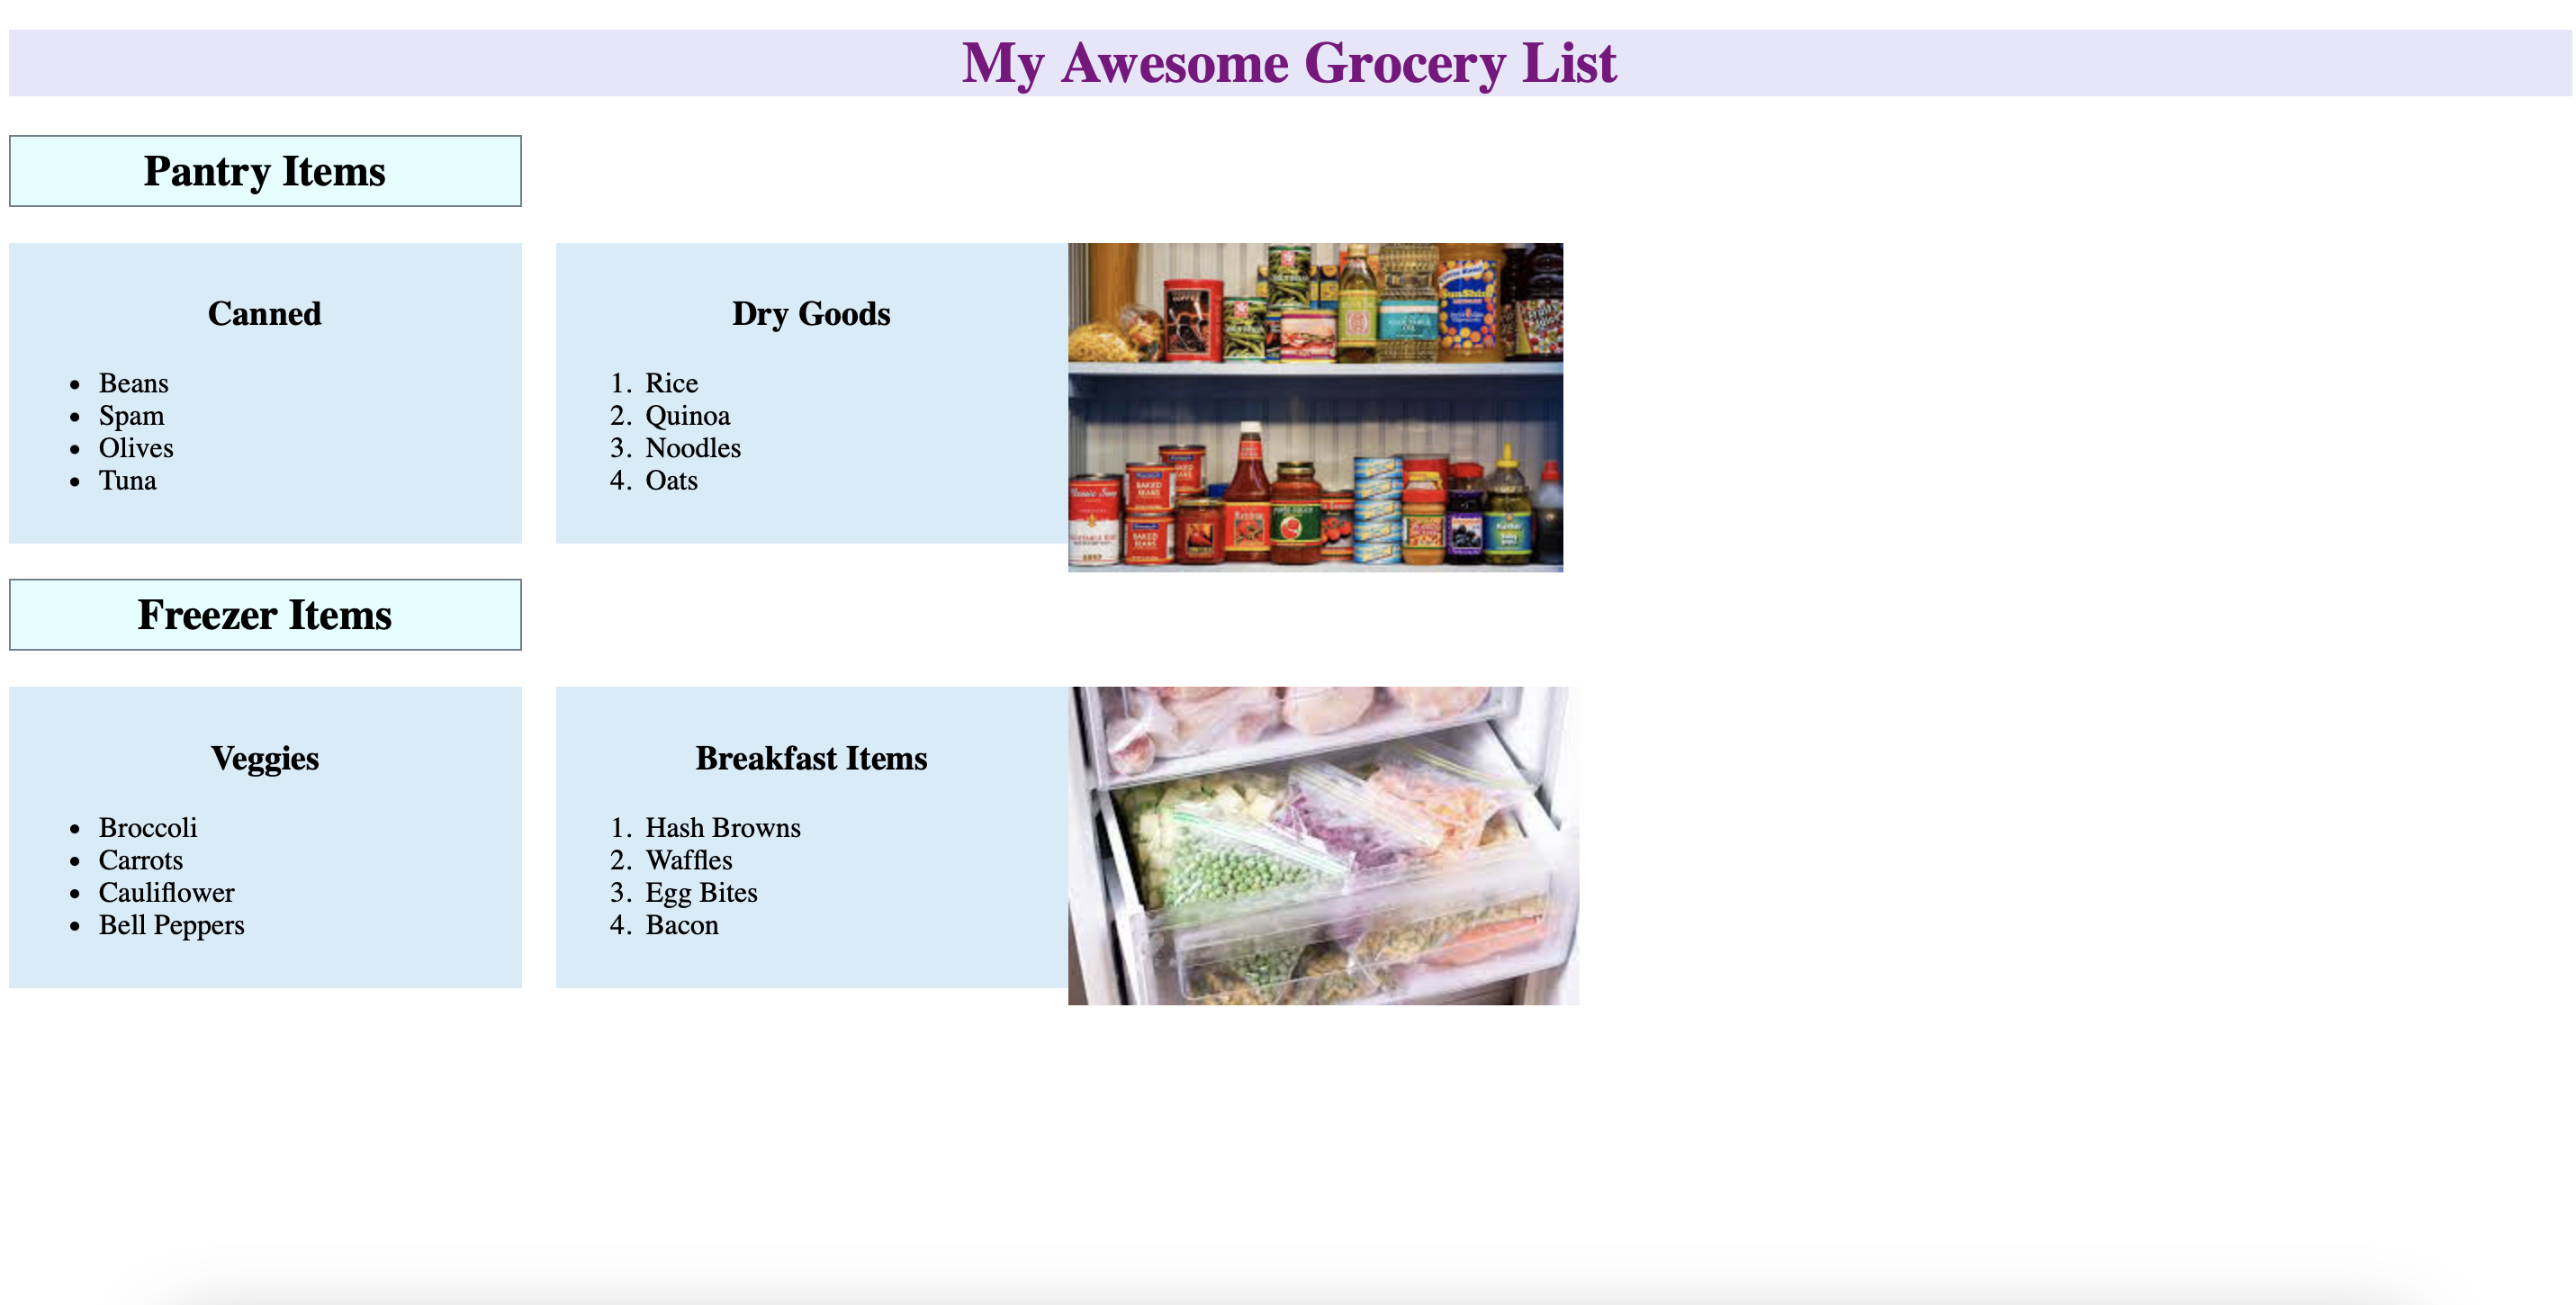 My Awesome Grocery List
Pantry Items
Canned
• Beans
• Spam
• Olives
• Tuna
Dry Goods
1. Rice
2. Quinoa
3. Noodles
4. Oats
BAKED
BEANS
BAKED
BEANS
Ketchup
Freezer Items
Veggies
• Broccoli
• Carrots
• Cauliflower
• Bell Peppers
Breakfast Items
1. Hash Browns
2. Waffles
3. Egg Bites
4. Bacon